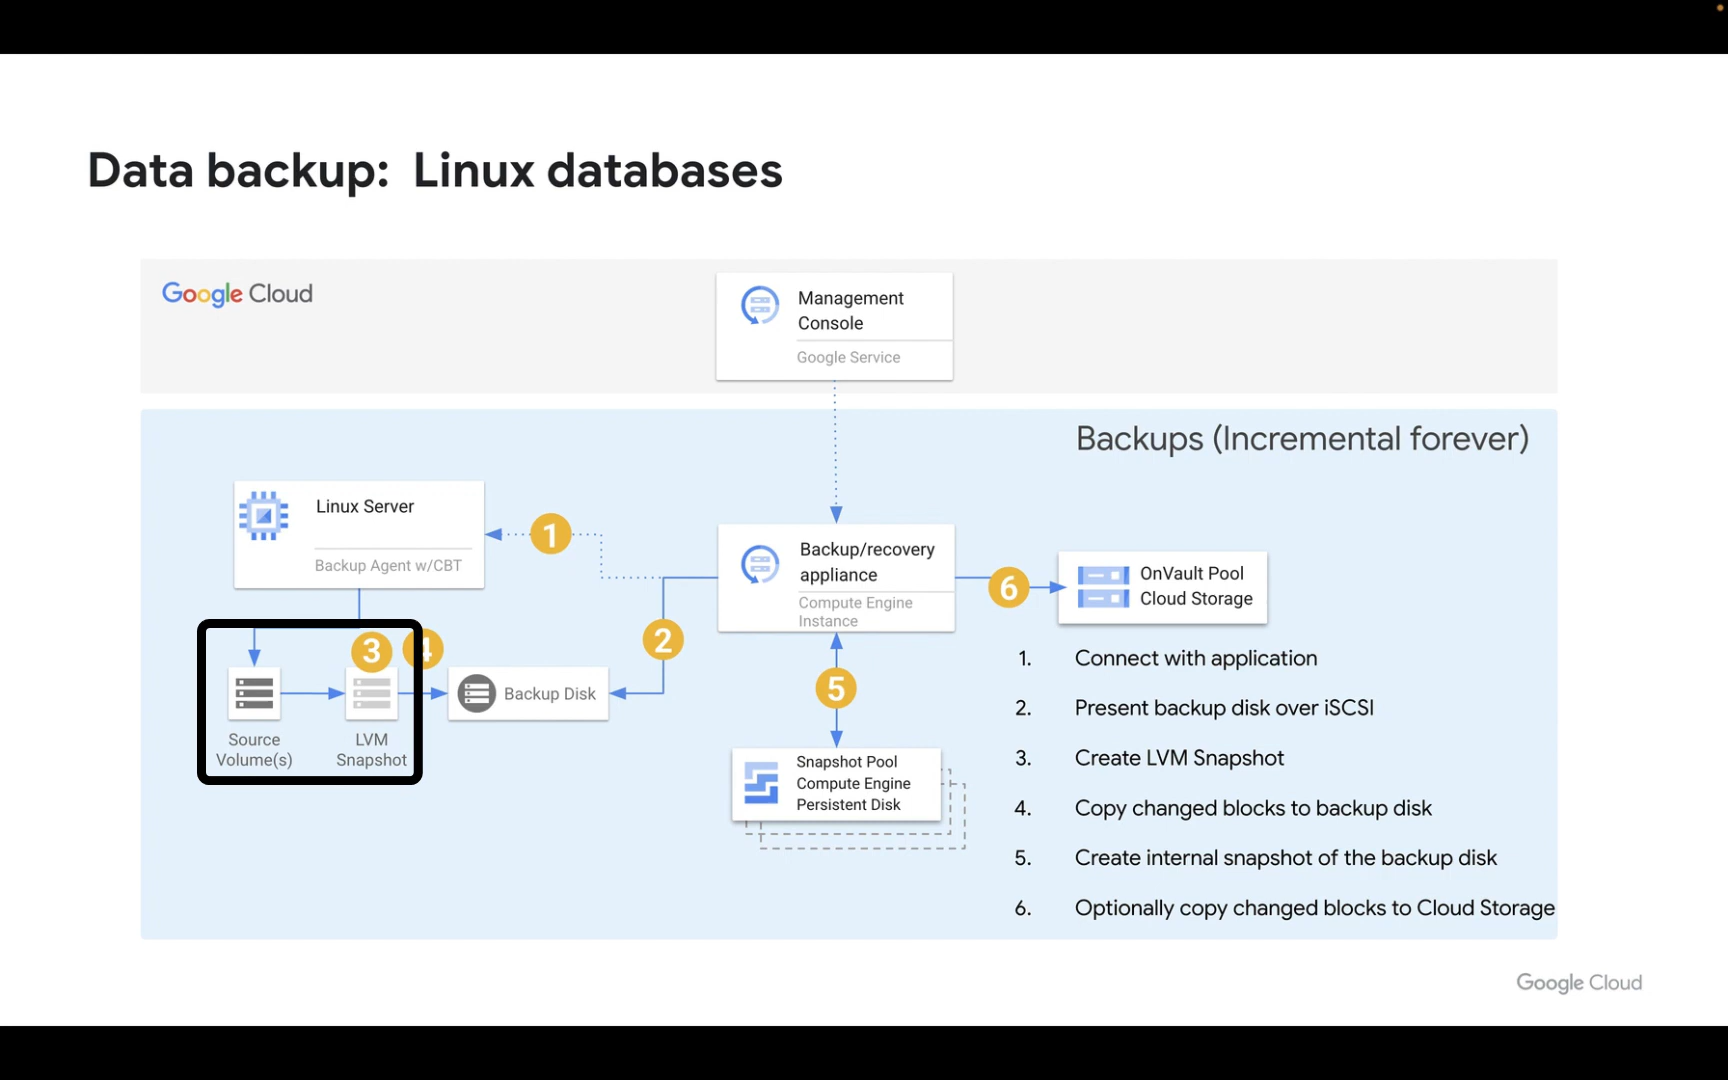 Data backup: Linux databases
Google Cloud
Management
Console
Google Service
Backups (Incremental forever)
Linux Server
Backup Agent w/CBT
1
Backup/recovery
appliance
Compute Engine
Instance
6
OnVault Pool
Cloud Storage
3
4
2
5
Source
Volume(s)
LVM
Snapshot
Backup Disk
Snapshot Pool
Compute Engine
Persistent Disk
1. Connect with application
2. Present backup disk over iSCSI
3. Create LVM Snapshot
4. Copy changed blocks to backup disk
5. Create internal snapshot of the backup disk
6. Optionally copy changed blocks to Cloud Storage
Google Cloud